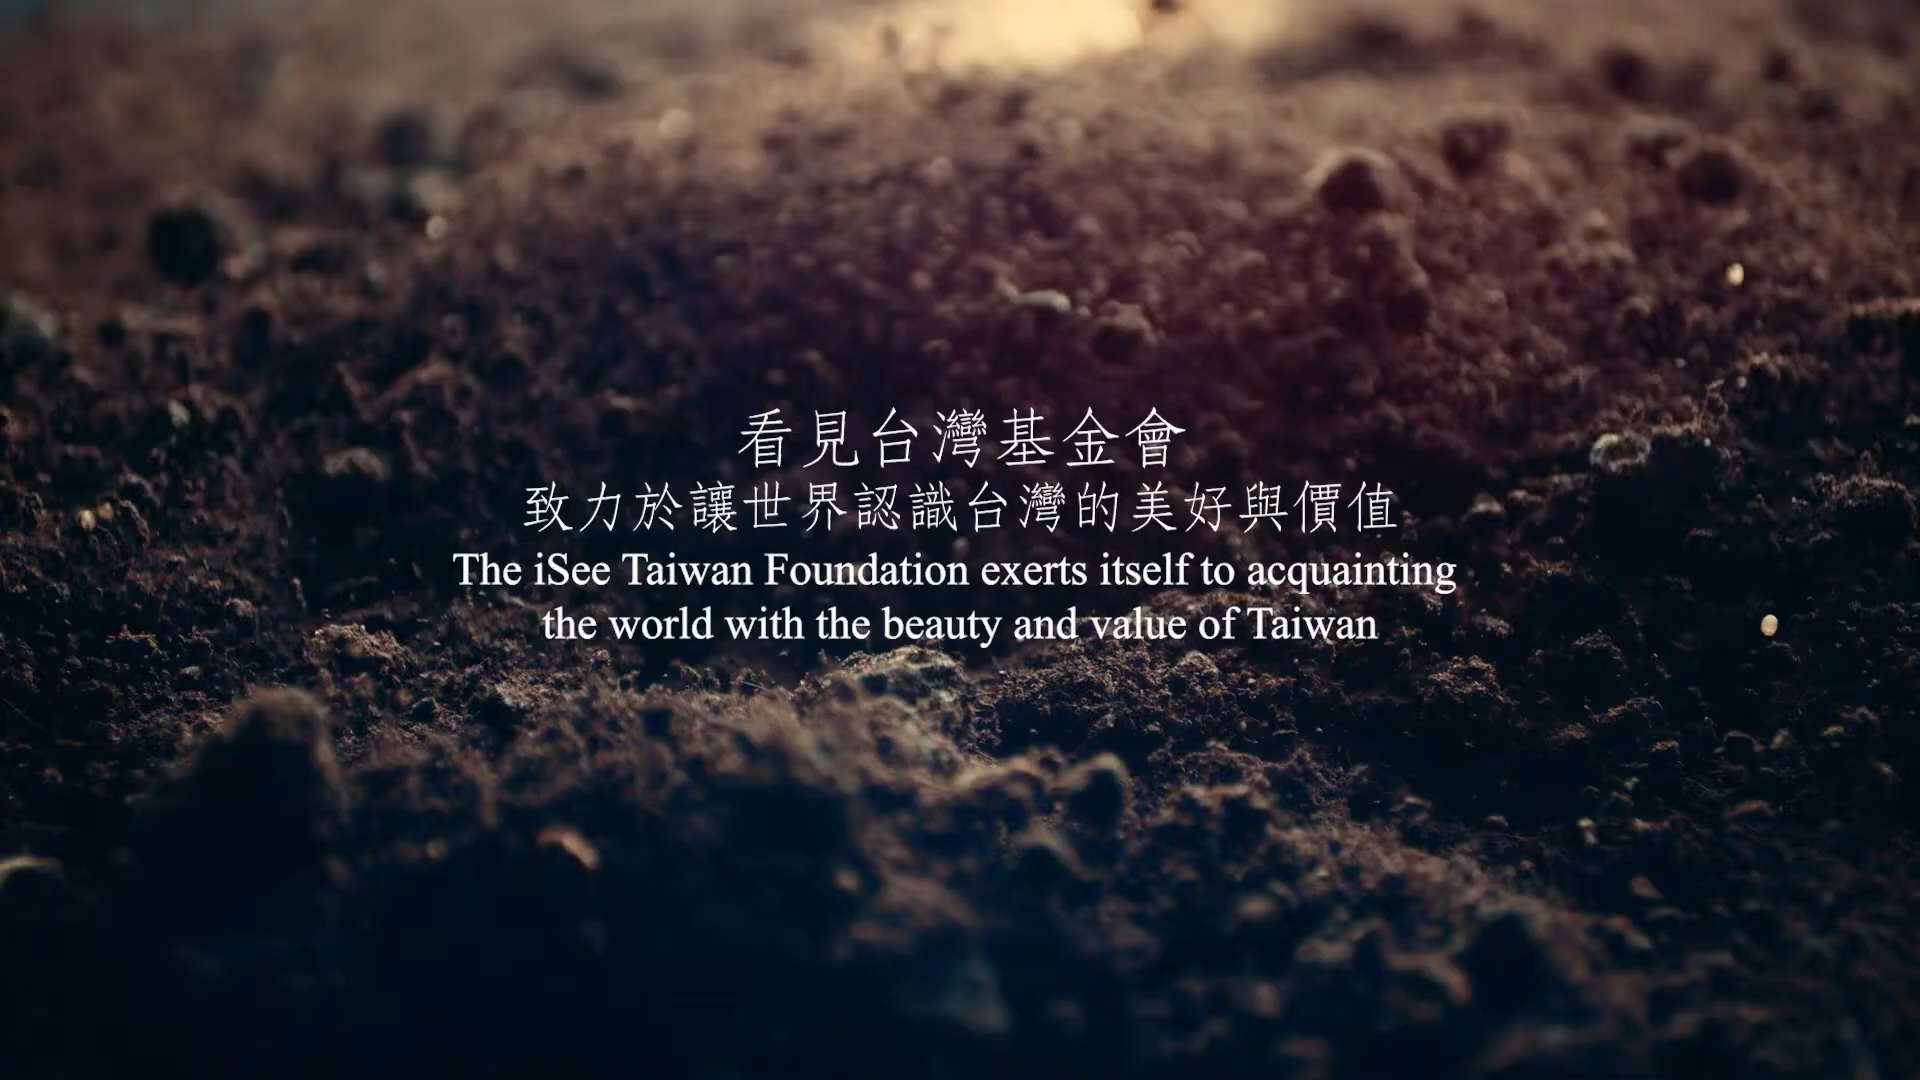 看見台灣基金會
致力於讓世界認識台灣的美好與價值
The iSee Taiwan Foundation exerts itself to acquainting
the world with the beauty and value of Taiwan